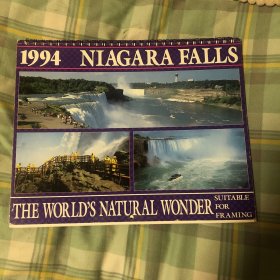 1994 NIAGARA FALLS
THE WORLD'S NATURAL WONDER
SUITABLE
FOR
FRAMING